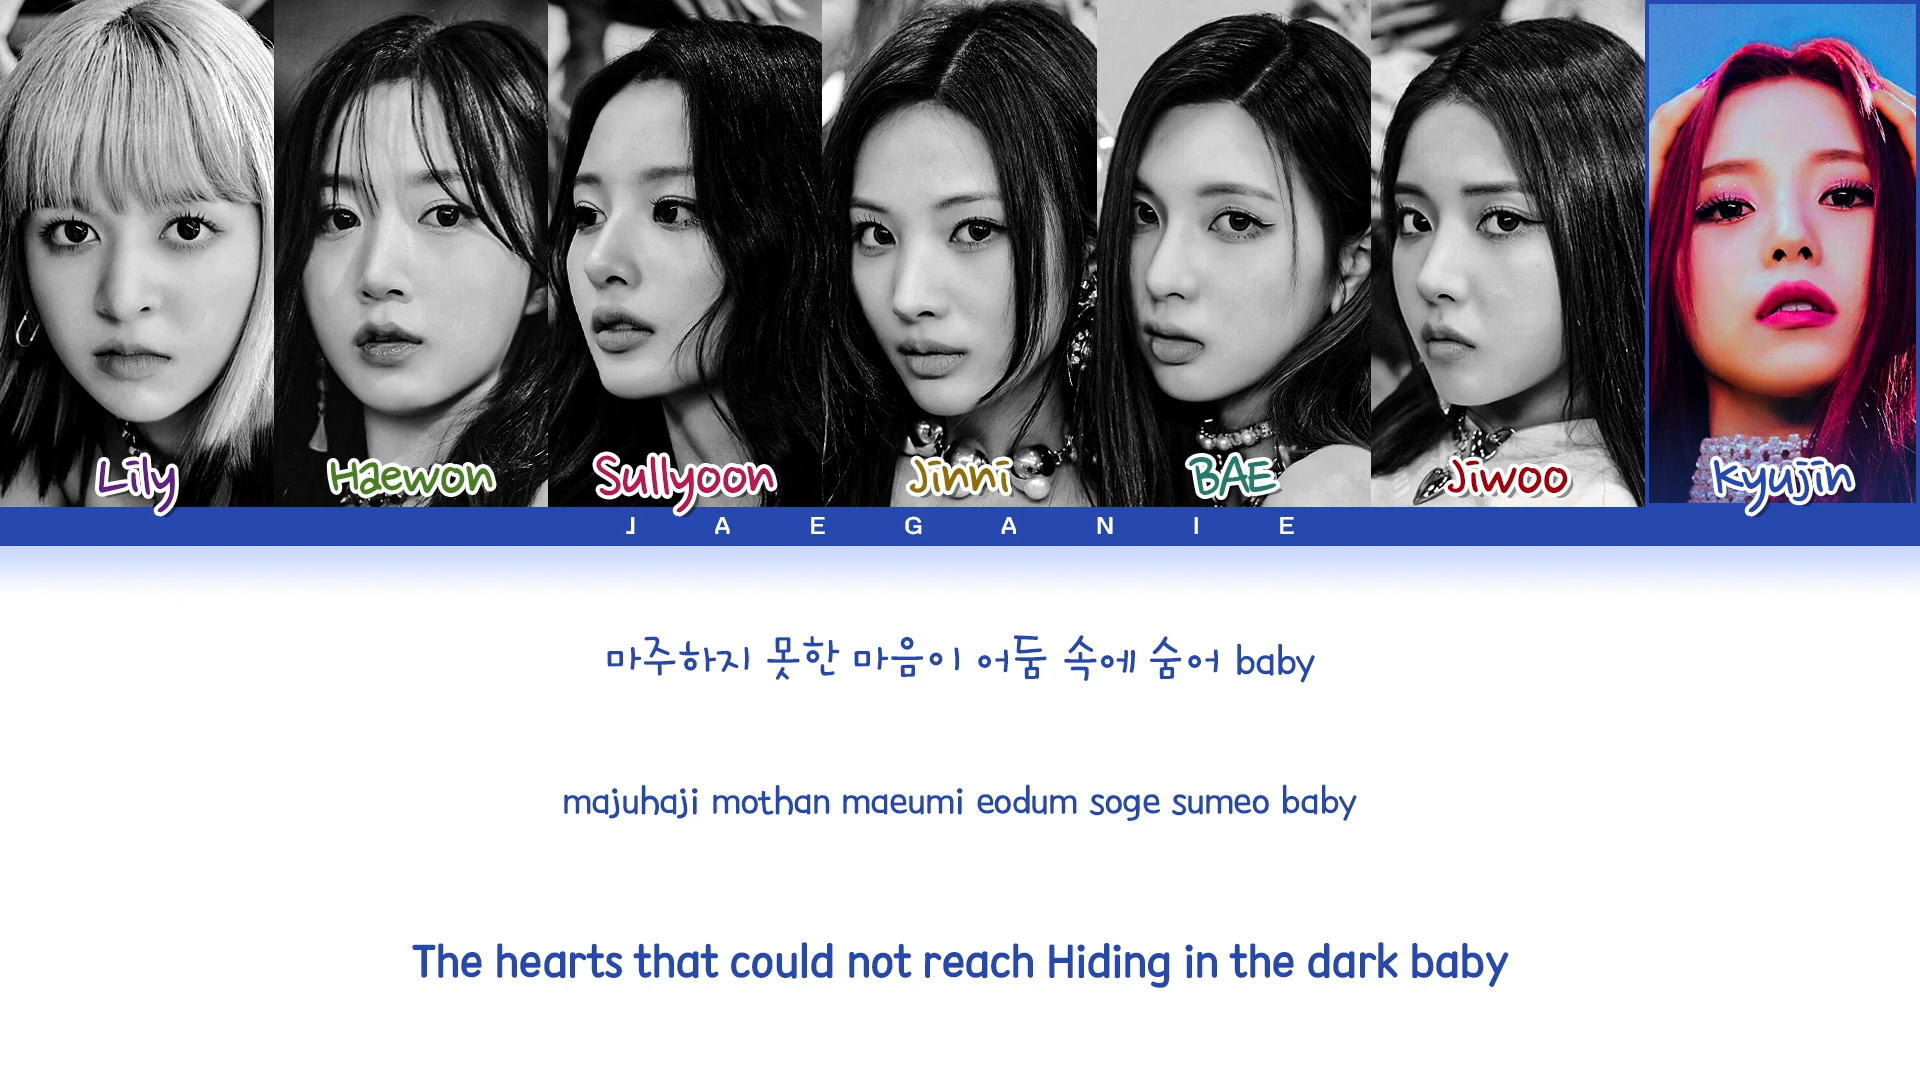 Lily Haewon Sullyoon Jinni BAE Jiwoo Kyujin
JAEGANIE
마주하지 못한 마음이 어둠 속에 숨어 baby
majuhaji mothan maeumi eodum soge sumeo baby
The hearts that could not reach Hiding in the dark baby